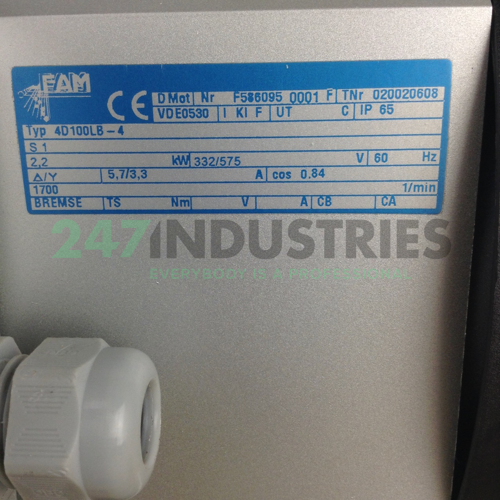 FAM
CE
D Mot Nr F586095 0001 F TNr 020020608
VDE0530 I Kl F UT C IP 65
Typ 4D100LB-4
S 1
2,2 kW 332/575 V 60 Hz
Δ/Y 5,7/3,3 A cos 0.84
1700 1/min
BREMSE TS Nm V A CB CA
247INDUSTRIES
EVERYBODY IS A PROFESSIONAL